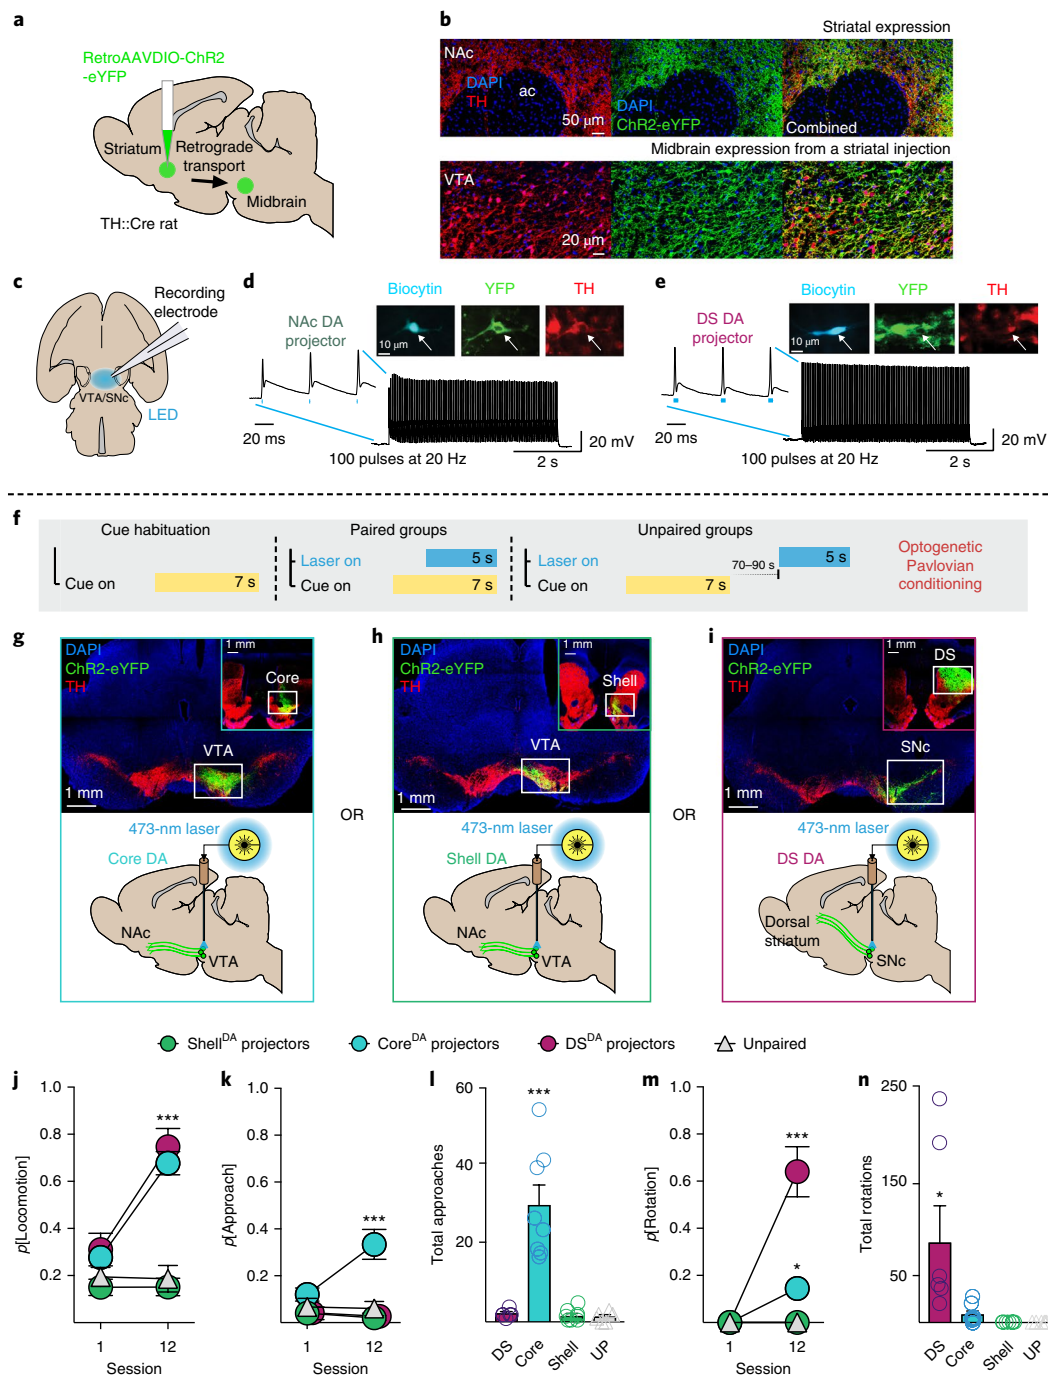 a
RetroAAVDIO-ChR2
-eYFP
Striatum
Retrograde
transport
Midbrain
TH::Cre rat
b
Striatal expression
NAc
DAPI
TH
ac
50 μm
DAPI
ChR2-eYFP
Combined
Midbrain expression from a striatal injection
VTA
20 μm
c
Recording
electrode
VTA/SNc
LED
d
Biocytin
YFP
TH
NAc DA
projector
10 μm
20 ms
100 pulses at 20 Hz
20 mV
2 s
e
Biocytin
YFP
TH
DS DA
projector
10 μm
20 ms
100 pulses at 20 Hz
20 mV
2 s
f
Cue habituation
Cue on
7 s
Paired groups
Laser on
5 s
Cue on
7 s
Unpaired groups
Laser on
5 s
70–90 s
Cue on
7 s
Optogenetic
Pavlovian
conditioning
g
DAPI
ChR2-eYFP
TH
1 mm
Core
VTA
1 mm
473-nm laser
Core DA
NAc
VTA
OR
h
DAPI
ChR2-eYFP
TH
1 mm
Shell
VTA
1 mm
473-nm laser
Shell DA
NAc
VTA
OR
i
DAPI
ChR2-eYFP
TH
1 mm
DS
SNc
1 mm
473-nm laser
DS DA
Dorsal
striatum
SNc
Shell^DA projectors
Core^DA projectors
DS^DA projectors
Unpaired
j
p[Locomotion]
1.0
0.8
0.6
0.4
0.2
***
1
12
Session
k
p[Approach]
1.0
0.8
0.6
0.4
0.2
***
1
12
Session
l
Total approaches
60
40
20
***
DS
Core
Shell
UP
m
p[Rotation]
1.0
0.8
0.6
0.4
0.2
***
*
1
12
Session
n
Total rotations
250
150
50
*
DS
Core
Shell
UP